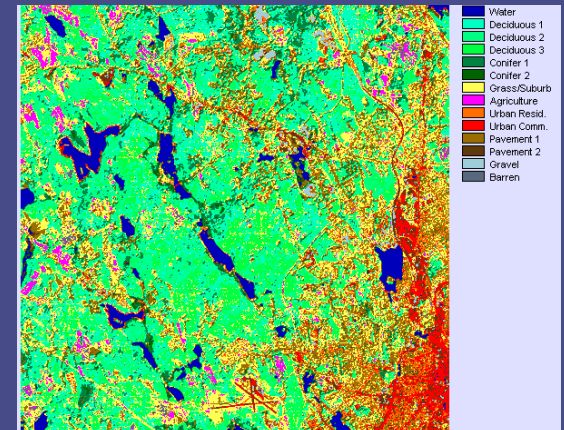 Water
Deciduous 1
Deciduous 2
Deciduous 3
Conifer 1
Conifer 2
Grass/Suburb
Agriculture
Urban Resid.
Urban Comm.
Pavement 1
Pavement 2
Gravel
Barren